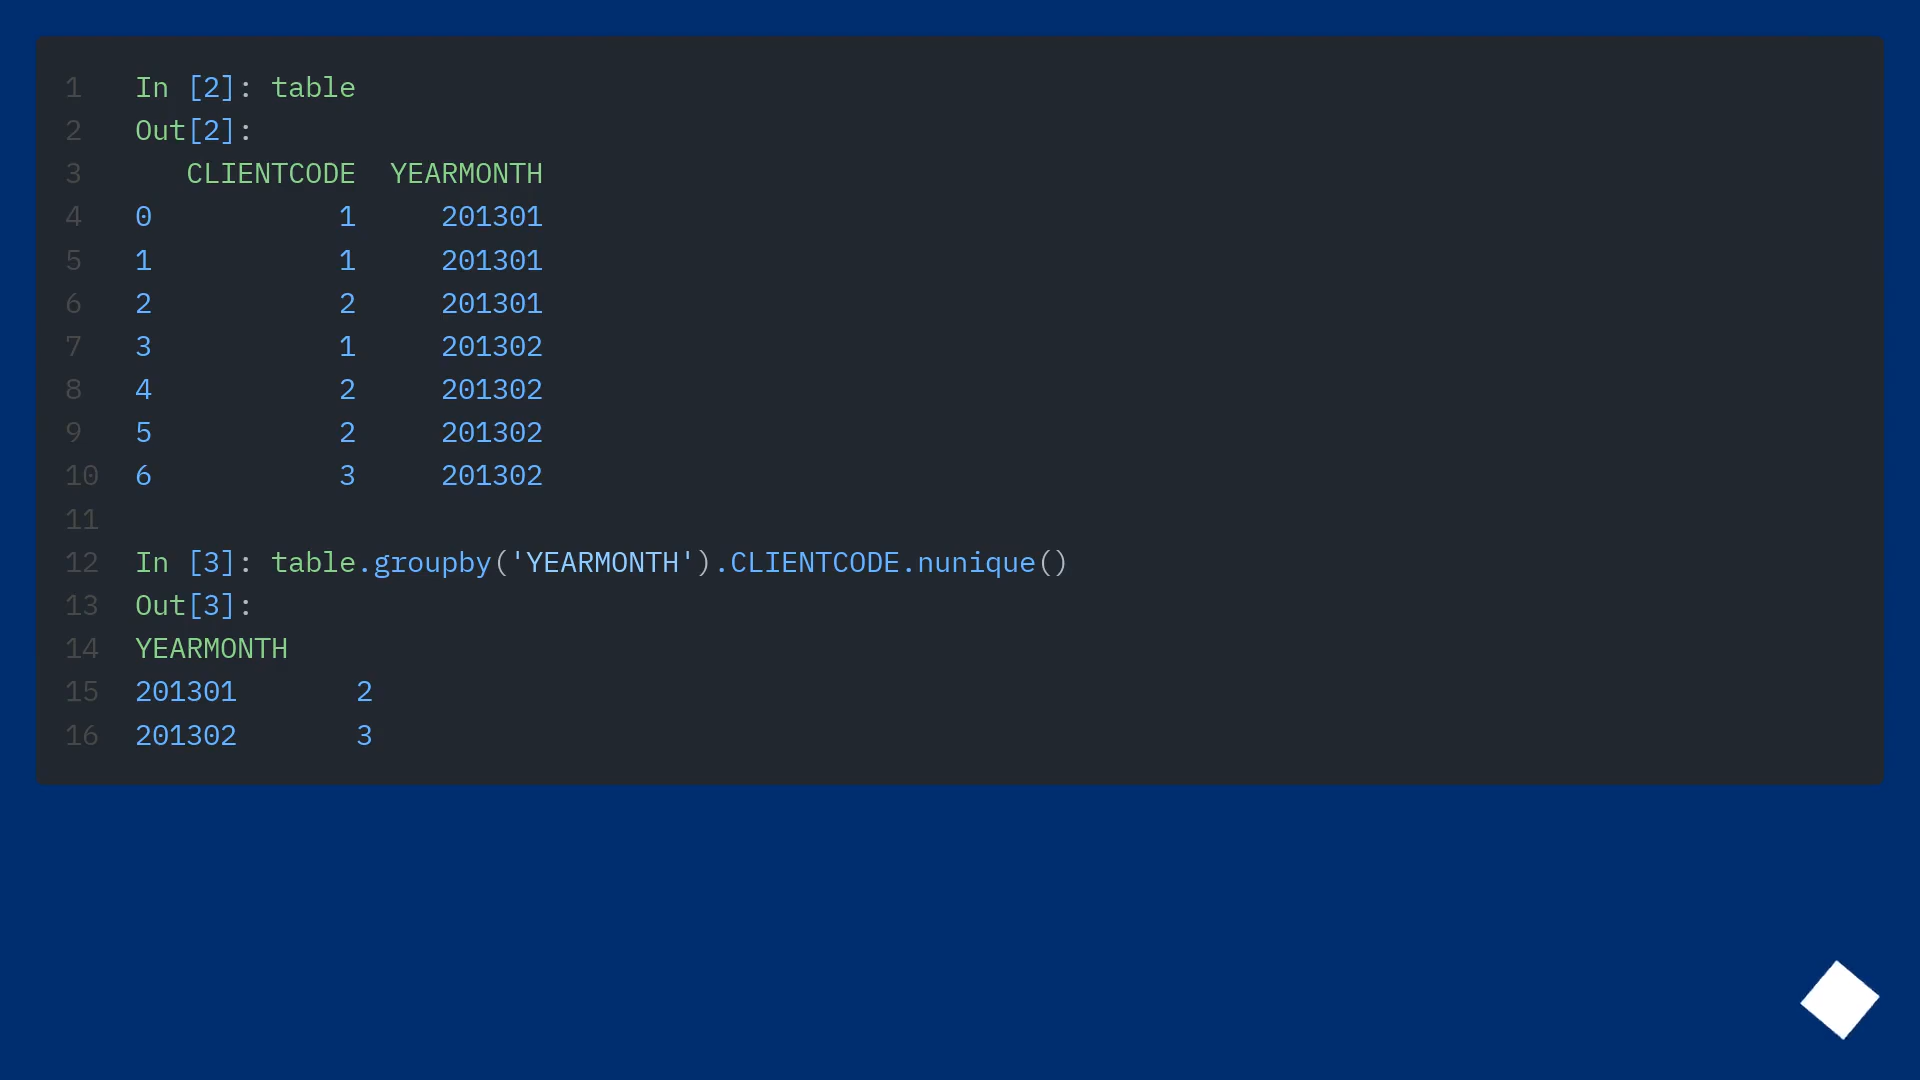 1 In [2]: table
2 Out[2]:
3    CLIENTCODE  YEARMONTH
4 0           1     201301
5 1           1     201301
6 2           2     201301
7 3           1     201302
8 4           2     201302
9 5           2     201302
10 6           3     201302
11
12 In [3]: table.groupby('YEARMONTH').CLIENTCODE.nunique()
13 Out[3]:
14 YEARMONTH
15 201301       2
16 201302       3